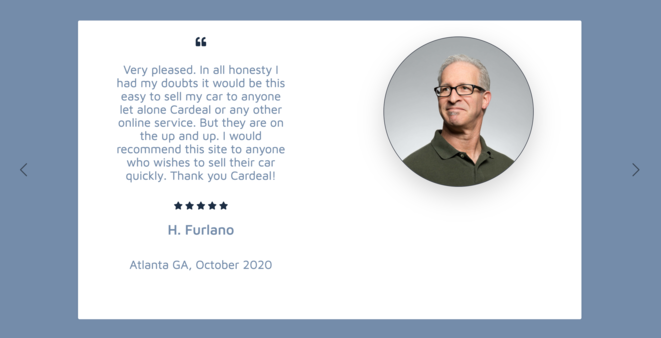 ❝
Very pleased. In all honesty I
had my doubts it would be this
easy to sell my car to anyone
let alone Cardeal or any other
online service. But they are on
the up and up. I would
recommend this site to anyone
who wishes to sell their car
quickly. Thank you Cardeal!
★★★★★
H. Furlano
Atlanta GA, October 2020